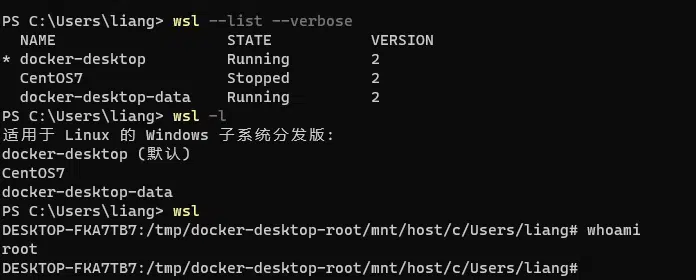 PS C:\Users\liang> wsl --list --verbose
  NAME                   STATE           VERSION
* docker-desktop         Running         2
  CentOS7                Stopped         2
  docker-desktop-data    Running         2
PS C:\Users\liang> wsl -l
适用于 Linux 的 Windows 子系统分发版:
docker-desktop (默认)
CentOS7
docker-desktop-data
PS C:\Users\liang> wsl
DESKTOP-FKA7TB7:/tmp/docker-desktop-root/mnt/host/c/Users/liang# whoami
root
DESKTOP-FKA7TB7:/tmp/docker-desktop-root/mnt/host/c/Users/liang#